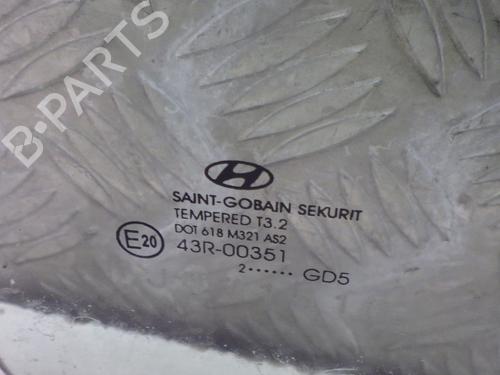 B-PARTS
SAINT-GOBAIN SEKURIT
TEMPERED T3.2
DOT 618 M321 AS2
E20 43R-00351
2 ······ GD5